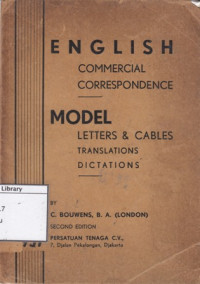 ENGLISH
COMMERCIAL
CORRESPONDENCE
MODEL
LETTERS & CABLES
TRANSLATIONS
DICTATIONS
Library
BY
C. BOUWENS, B. A. (LONDON)
SECOND EDITION
PERSATUAN TENAGA C.V.,
7, Djalan Pekalongan, Djakarta